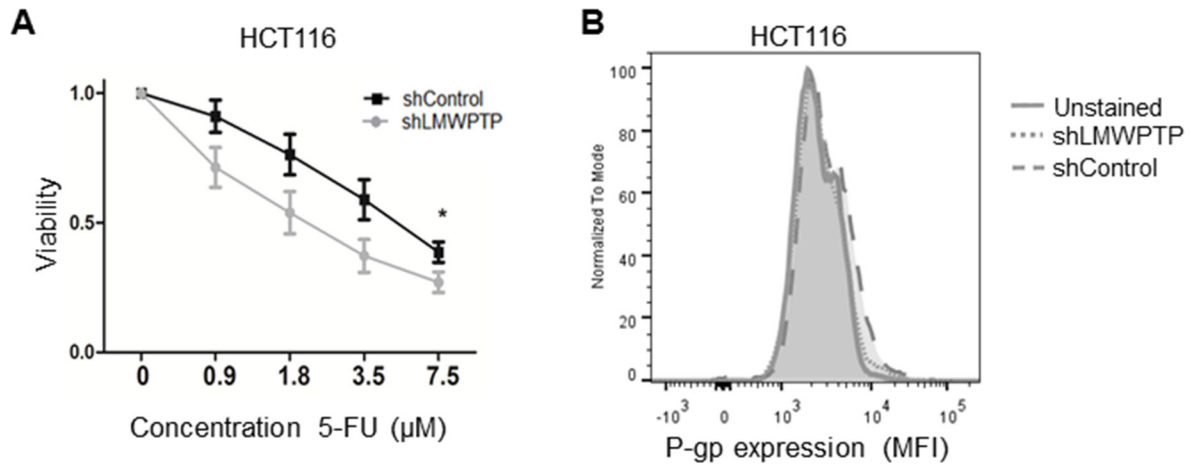 A
HCT116
shControl
shLMWPTP
1.0
0.5
0.0
Viability
*
0 0.9 1.8 3.5 7.5
Concentration 5-FU (µM)
B
HCT116
100
80
60
40
20
0
Normalized To Mode
-10³ 0 10³ 10⁴ 10⁵
P-gp expression (MFI)
Unstained
shLMWPTP
shControl